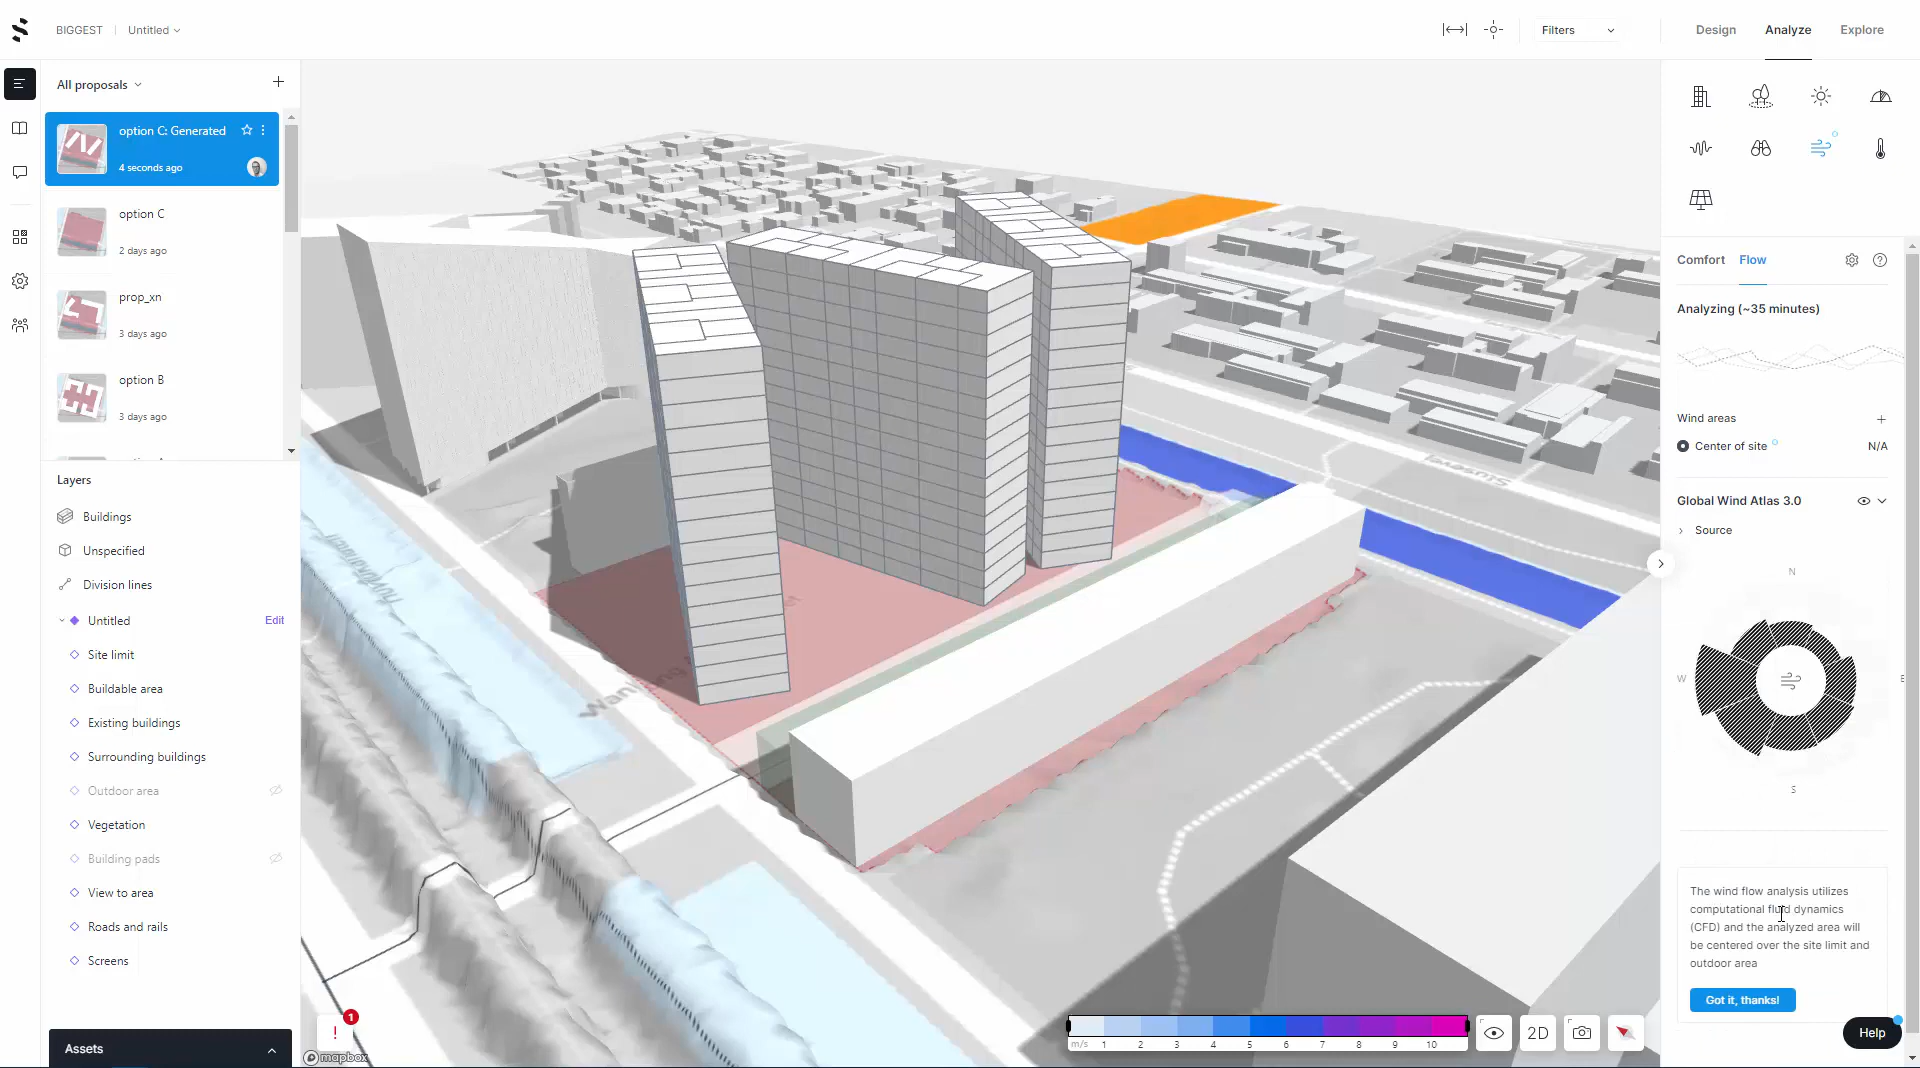 BIGGEST
Untitled
Filters
Design
Analyze
Explore
All proposals
option C: Generated
4 seconds ago
option C
2 days ago
prop_xn
3 days ago
option B
3 days ago
Layers
Buildings
Unspecified
Division lines
Untitled
Edit
Site limit
Buildable area
Existing buildings
Surrounding buildings
Outdoor area
Vegetation
Building pads
View to area
Roads and rails
Screens
Assets
1
mapbox
m/s 1 2 3 4 5 6 7 8 9 10
2D
Comfort Flow
Analyzing (~35 minutes)
Wind areas
Center of site N/A
Global Wind Atlas 3.0
Source
N
W
E
S
The wind flow analysis utilizes
computational fluid dynamics
(CFD) and the analyzed area will
be centered over the site limit and
outdoor area
Got it, thanks!
Help